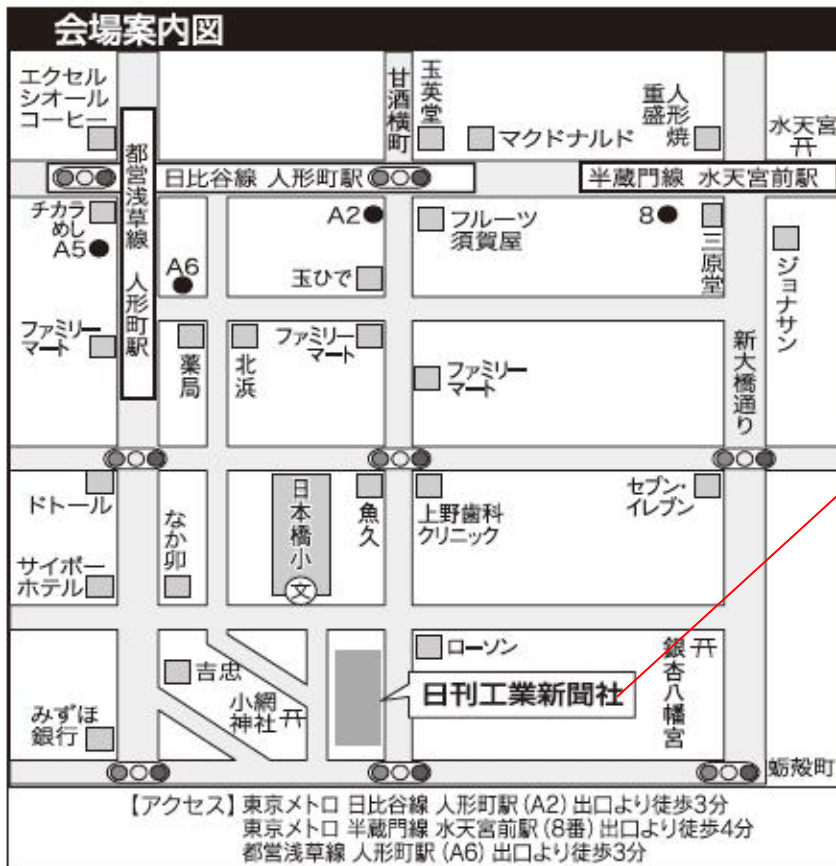 会場案内図
エクセル
シオール
コーヒー
甘酒横町
玉英堂
マクドナルド
人形焼
重盛
水天宮
都営浅草線 人形町駅
日比谷線 人形町駅
半蔵門線 水天宮前駅
チカラ
めし
A5
A6
A2
玉ひで
フルーツ
須賀屋
8
三原堂
ジョナサン
ファミリー
マート
薬局
北浜
ファミリー
マート
ファミリー
マート
新大橋通り
ドトール
なか卯
日本橋小
文
魚久
上野歯科
クリニック
セブン・
イレブン
サイボー
ホテル
吉忠
小網
神社
ローソン
銀杏八幡宮
日刊工業新聞社
みずほ
銀行
蛎殻町
【アクセス】東京メトロ 日比谷線 人形町駅(A2)出口より徒歩3分
東京メトロ 半蔵門線 水天宮前駅(8番)出口より徒歩4分
都営浅草線 人形町駅(A6)出口より徒歩3分